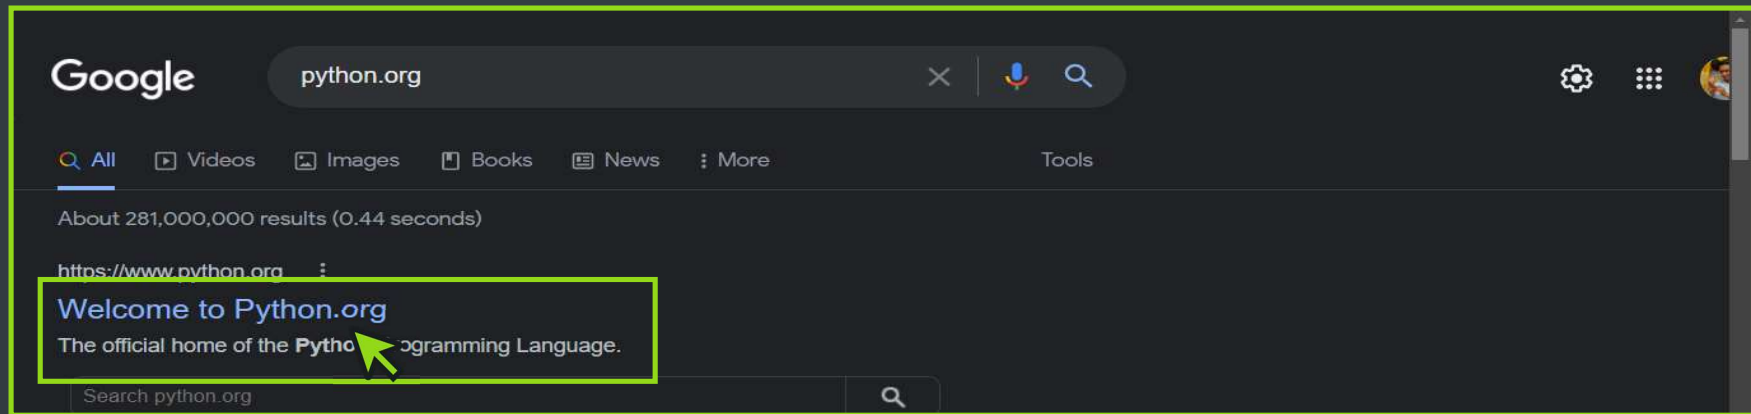 Google python.org
All Videos Images Books News More Tools
About 281,000,000 results (0.44 seconds)
https://www.python.org
Welcome to Python.org
The official home of the Language.
Search python.org